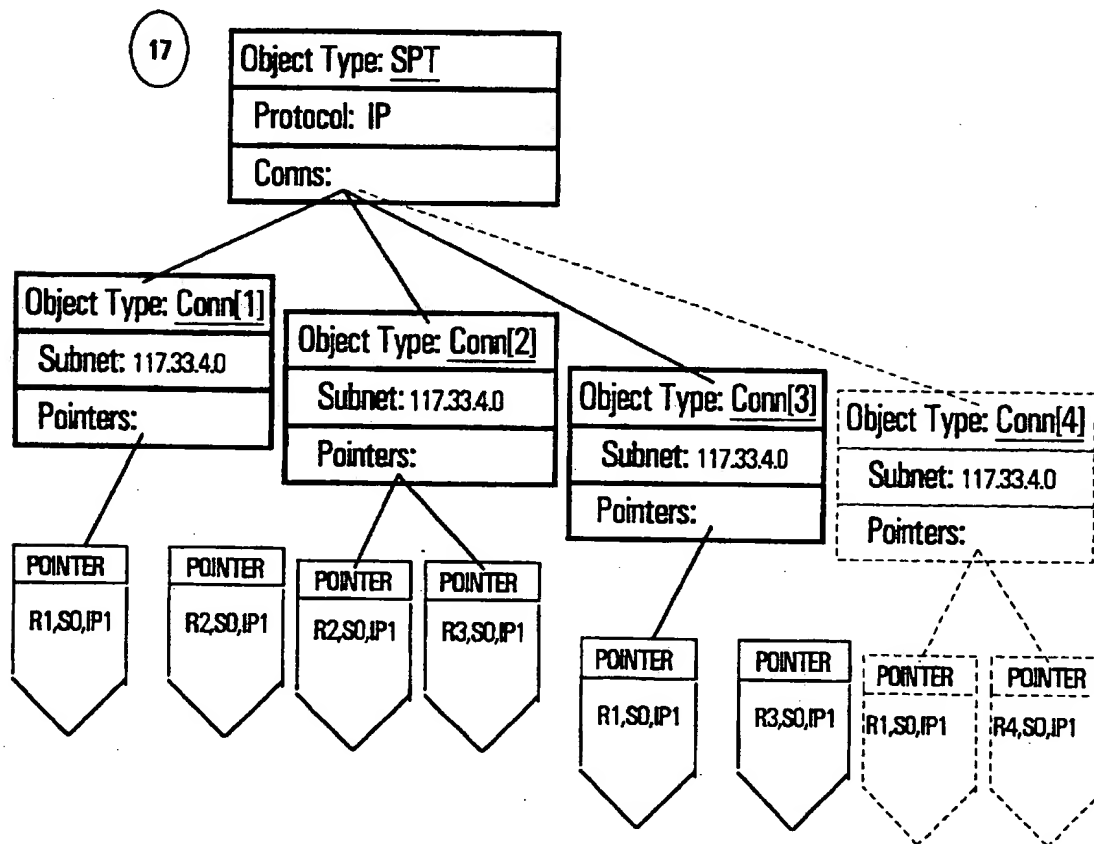 17
Object Type: SPT
Protocol: IP
Conns:
Object Type: Conn[1]
Subnet: 117.33.4.0
Pointers:
Object Type: Conn[2]
Subnet: 117.33.4.0
Pointers:
Object Type: Conn[3]
Subnet: 117.33.4.0
Pointers:
Object Type: Conn[4]
Subnet: 117.33.4.0
Pointers:
POINTER
R1,S0,IP1
POINTER
R2,S0,IP1
POINTER
R2,S0,IP1
POINTER
R3,S0,IP1
POINTER
R1,S0,IP1
POINTER
R3,S0,IP1
POINTER
R1,S0,IP1
POINTER
R4,S0,IP1